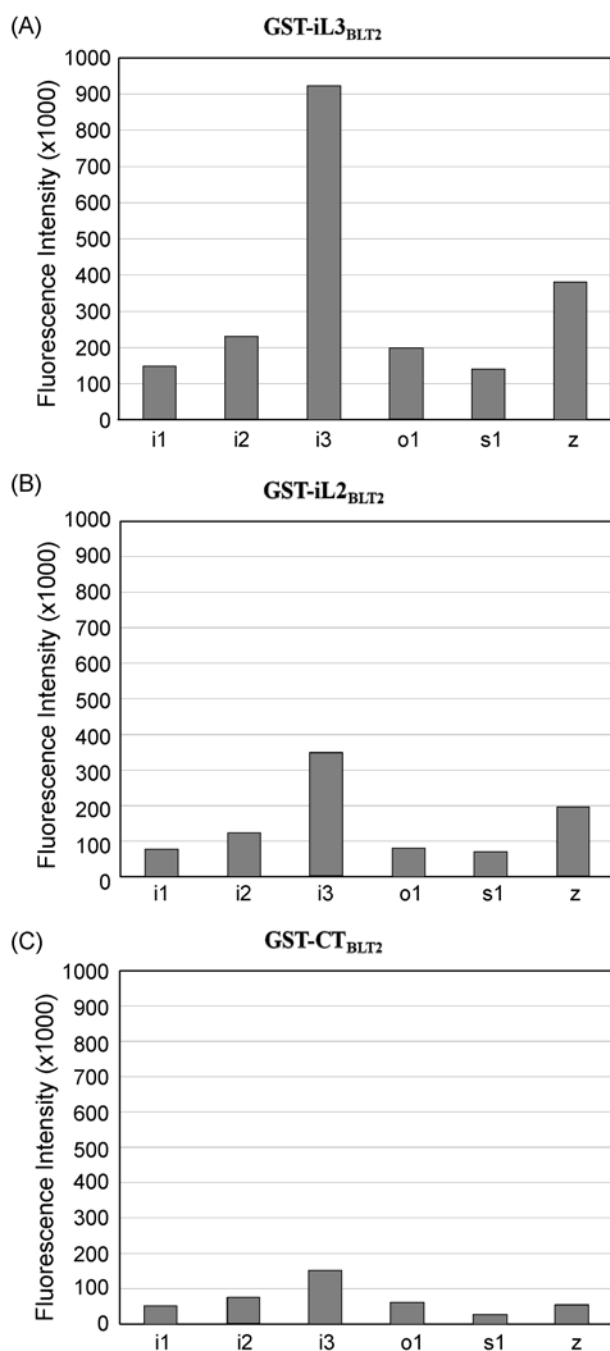 (A)
GST-iL3BLT2
Fluorescence Intensity (x1000)
1000
900
800
700
600
500
400
300
200
100
0
i1 i2 i3 o1 s1 z
(B)
GST-iL2BLT2
Fluorescence Intensity (x1000)
1000
900
800
700
600
500
400
300
200
100
0
i1 i2 i3 o1 s1 z
(C)
GST-CTBLT2
Fluorescence Intensity (x1000)
1000
900
800
700
600
500
400
300
200
100
0
i1 i2 i3 o1 s1 z